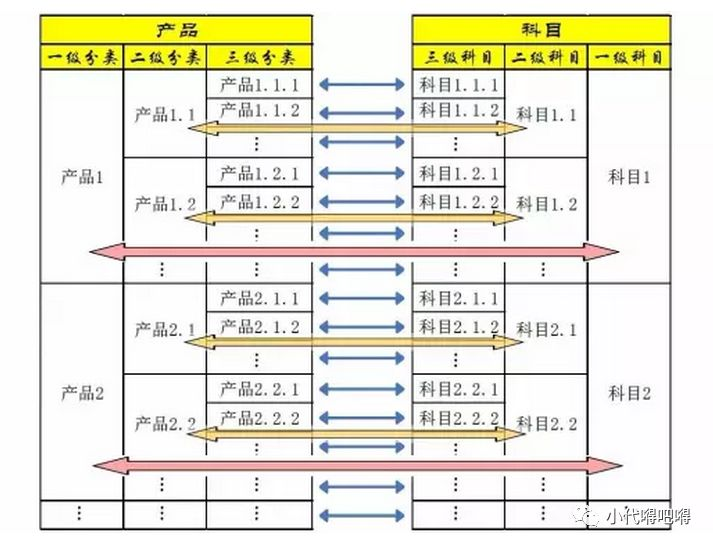 产品 科目
一级分类 二级分类 三级分类 三级科目 二级科目 一级科目
产品1.1.1 科目1.1.1
产品1.1 产品1.1.2 科目1.1.2 科目1.1
⋮ ⋮
产品1 产品1.2.1 科目1.2.1 科目1
产品1.2 产品1.2.2 科目1.2.2 科目1.2
⋮ ⋮
⋮ ⋮ ⋮ ⋮
产品2.1.1 科目2.1.1
产品2.1 产品2.1.2 科目2.1.2 科目2.1
⋮ ⋮
产品2 产品2.2.1 科目2.2.1 科目2
产品2.2 产品2.2.2 科目2.2.2 科目2.2
⋮ ⋮
⋮ ⋮ ⋮ ⋮
⋮ ⋮ ⋮ ⋮ ⋮ ⋮
小代嘚吧嘚